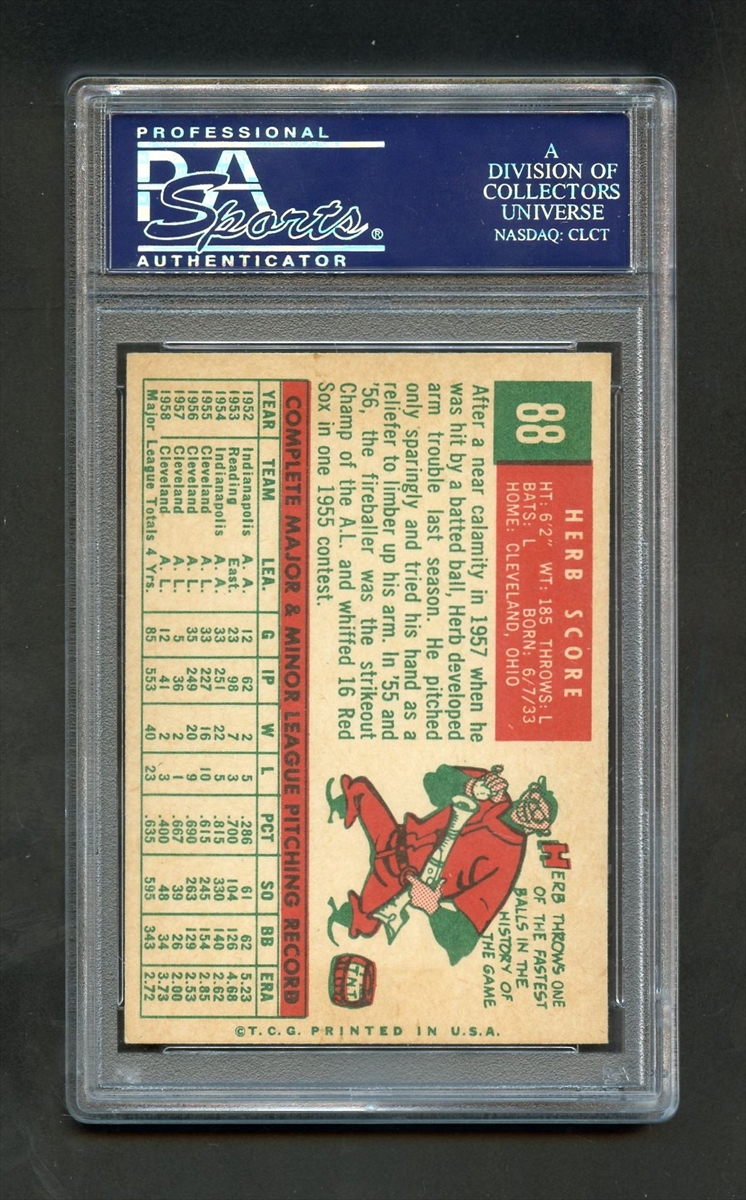 PROFESSIONAL
PSA
Sports ®
AUTHENTICATOR
A
DIVISION OF
COLLECTORS
UNIVERSE
NASDAQ: CLCT
88
HERB SCORE
HT: 6'2" WT: 185 THROWS: L
BATS: L BORN: 6/7/33
HOME: CLEVELAND, OHIO
After a near calamity in 1957 when he
was hit by a batted ball, Herb developed
arm trouble last season. He pitched
only sparingly and tried his hand as a
reliefer to limber up his arm. In '55 and
'56, the fireballer was the strikeout
Champ of the A.L. and whiffed 16 Red
Sox in one 1955 contest.
HERB THROWS ONE
OF THE FASTEST
BALLS IN THE
HISTORY OF
THE GAME
TNT
COMPLETE MAJOR & MINOR LEAGUE PITCHING RECORD
YEAR TEAM LEA. G IP W L PCT SO BB ERA
1952 Indianapolis A. A. 12 62 2 5 .286 61 62 5.23
1953 Reading East. 23 98 7 3 .700 104 126 4.68
1954 Indianapolis A. A. 33 251 22 5 .815 330 140 2.62
1955 Cleveland A. L. 33 227 16 10 .615 245 154 2.85
1956 Cleveland A. L. 35 249 20 9 .690 263 129 2.53
1957 Cleveland A. L. 5 36 2 1 .667 39 26 2.00
1958 Cleveland A. L. 12 41 2 3 .400 48 34 3.73
Major League Totals 4 Yrs. 85 553 40 23 .635 595 343 2.72
©T.C.G. PRINTED IN U.S.A.